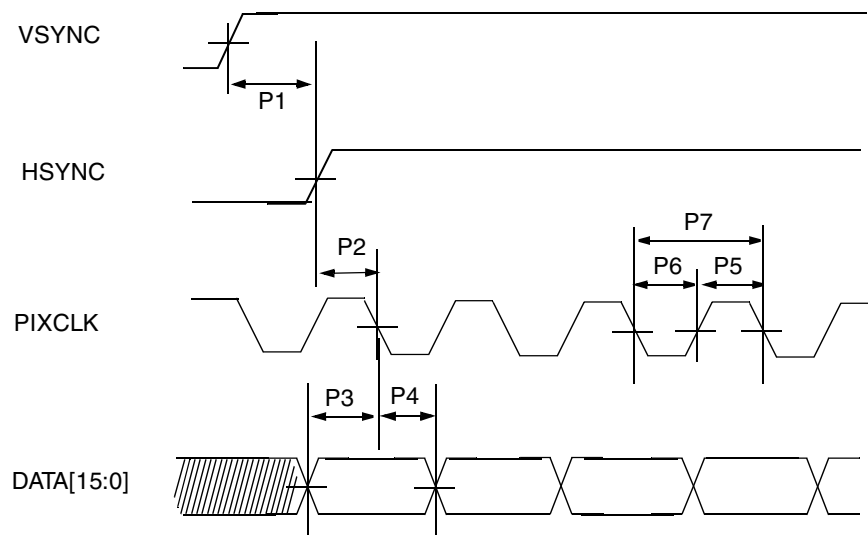 VSYNC
P1
HSYNC
P2
P7
P6 P5
PIXCLK
P3 P4
DATA[15:0]